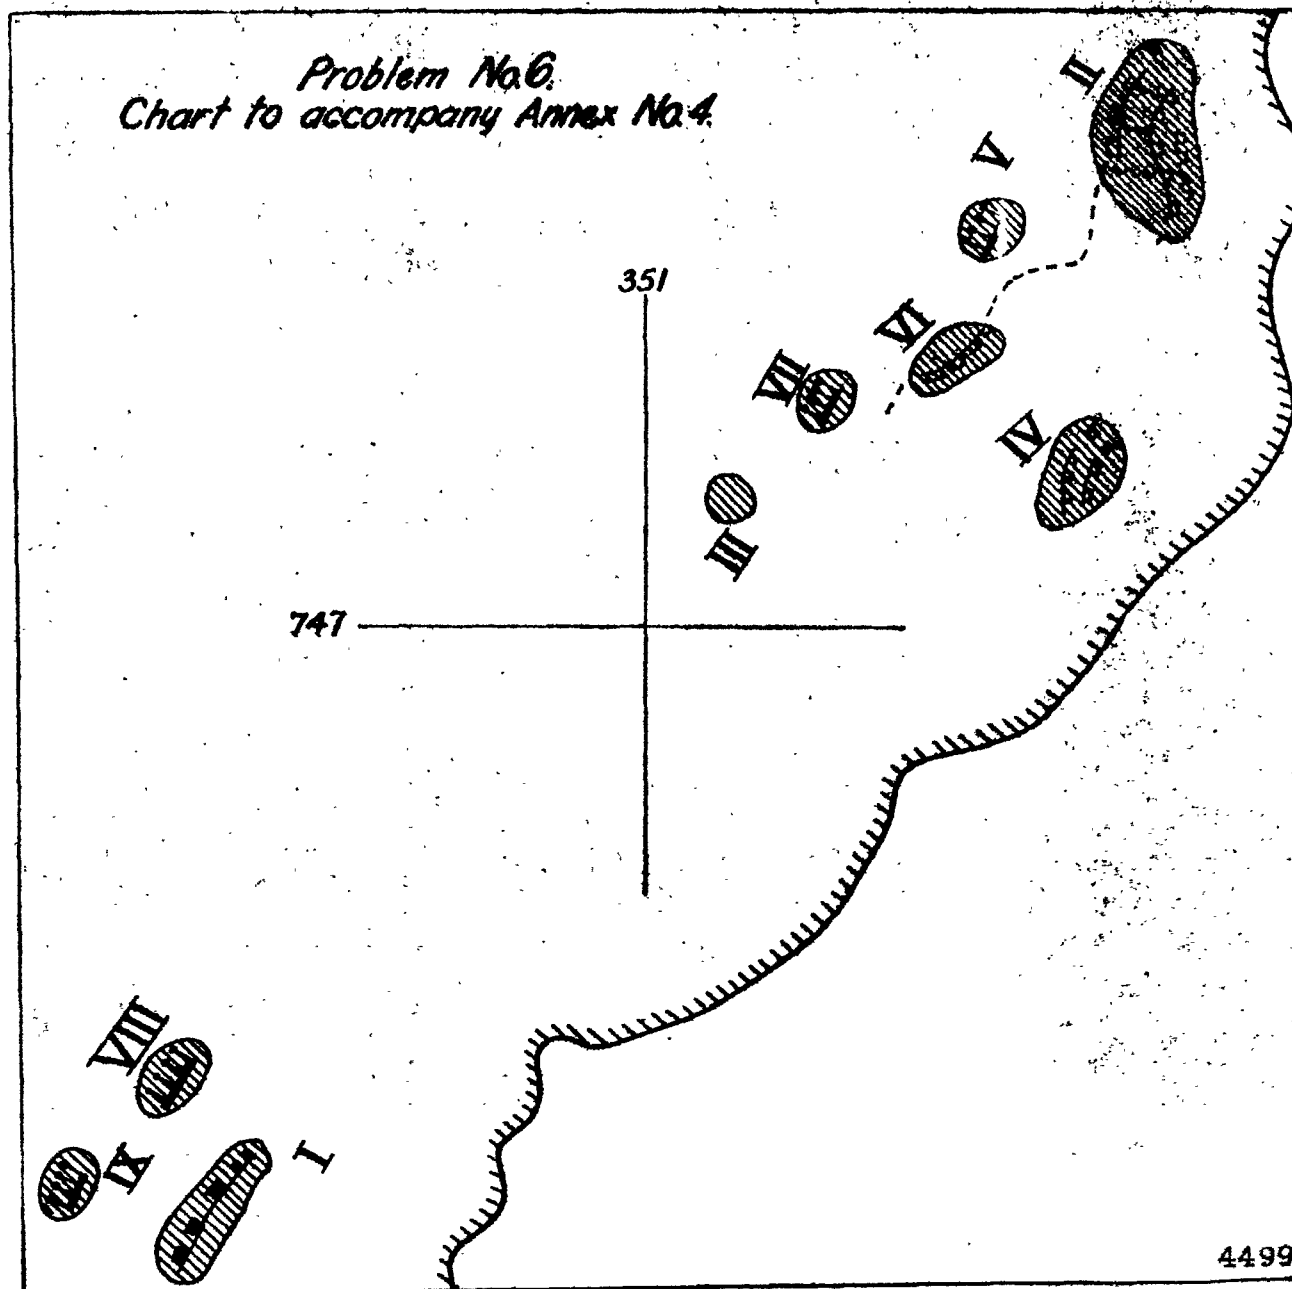 Problem No.6.
Chart to accompany Annex No.4.
II
V
351
VI
VII
IV
III
747
VIII
IX
I
4499